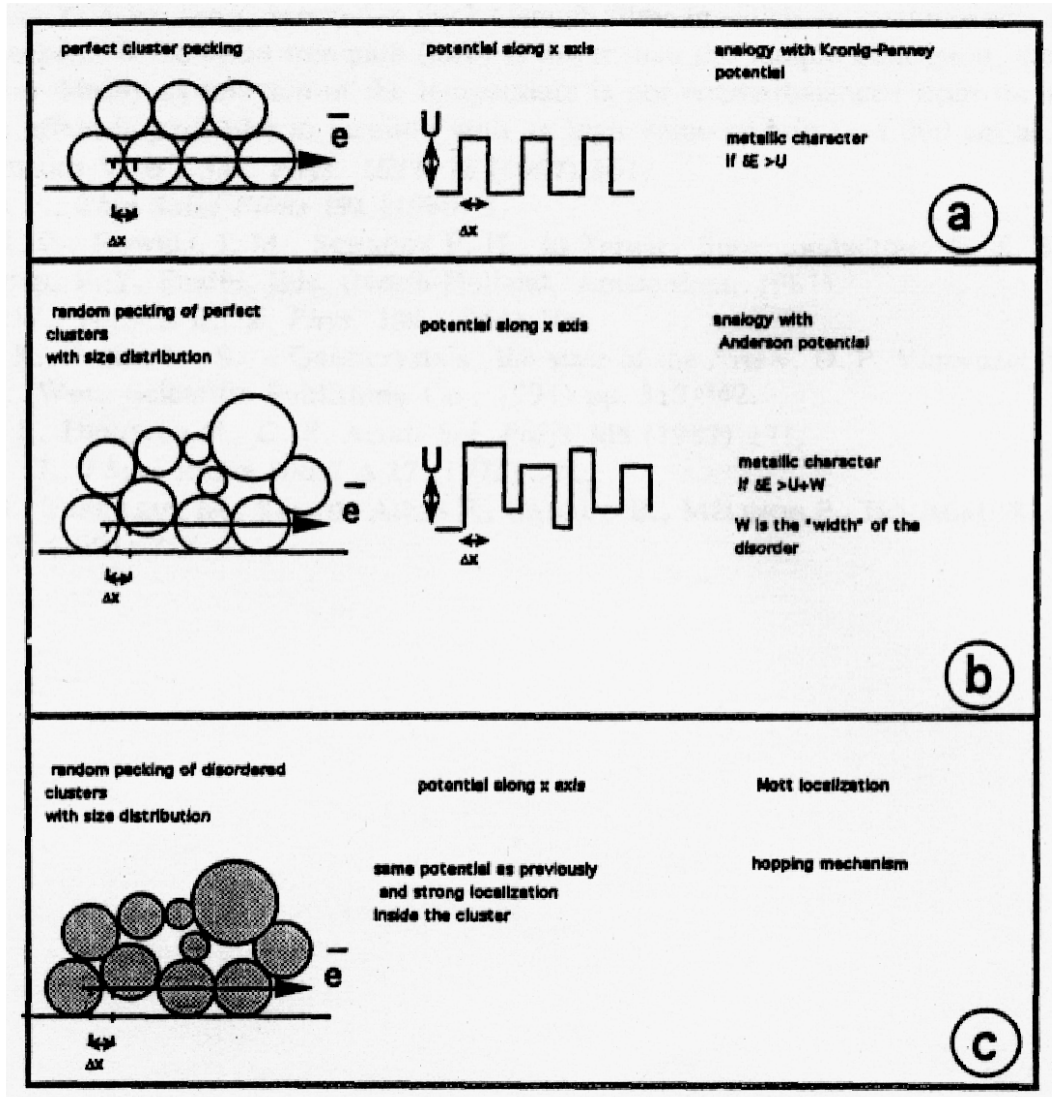 perfect cluster packing
potential along x axis
analogy with Kronig-Penney
potential
e
U
Δx
Δx
metallic character
if δE >U
a
random packing of perfect
clusters
with size distribution
potential along x axis
analogy with
Anderson potential
e
U
Δx
Δx
metallic character
if δE >U+W
W is the "width" of the
disorder
b
random packing of disordered
clusters
with size distribution
potential along x axis
Mott localization
same potential as previously
and strong localization
inside the cluster
hopping mechanism
e
Δx
c